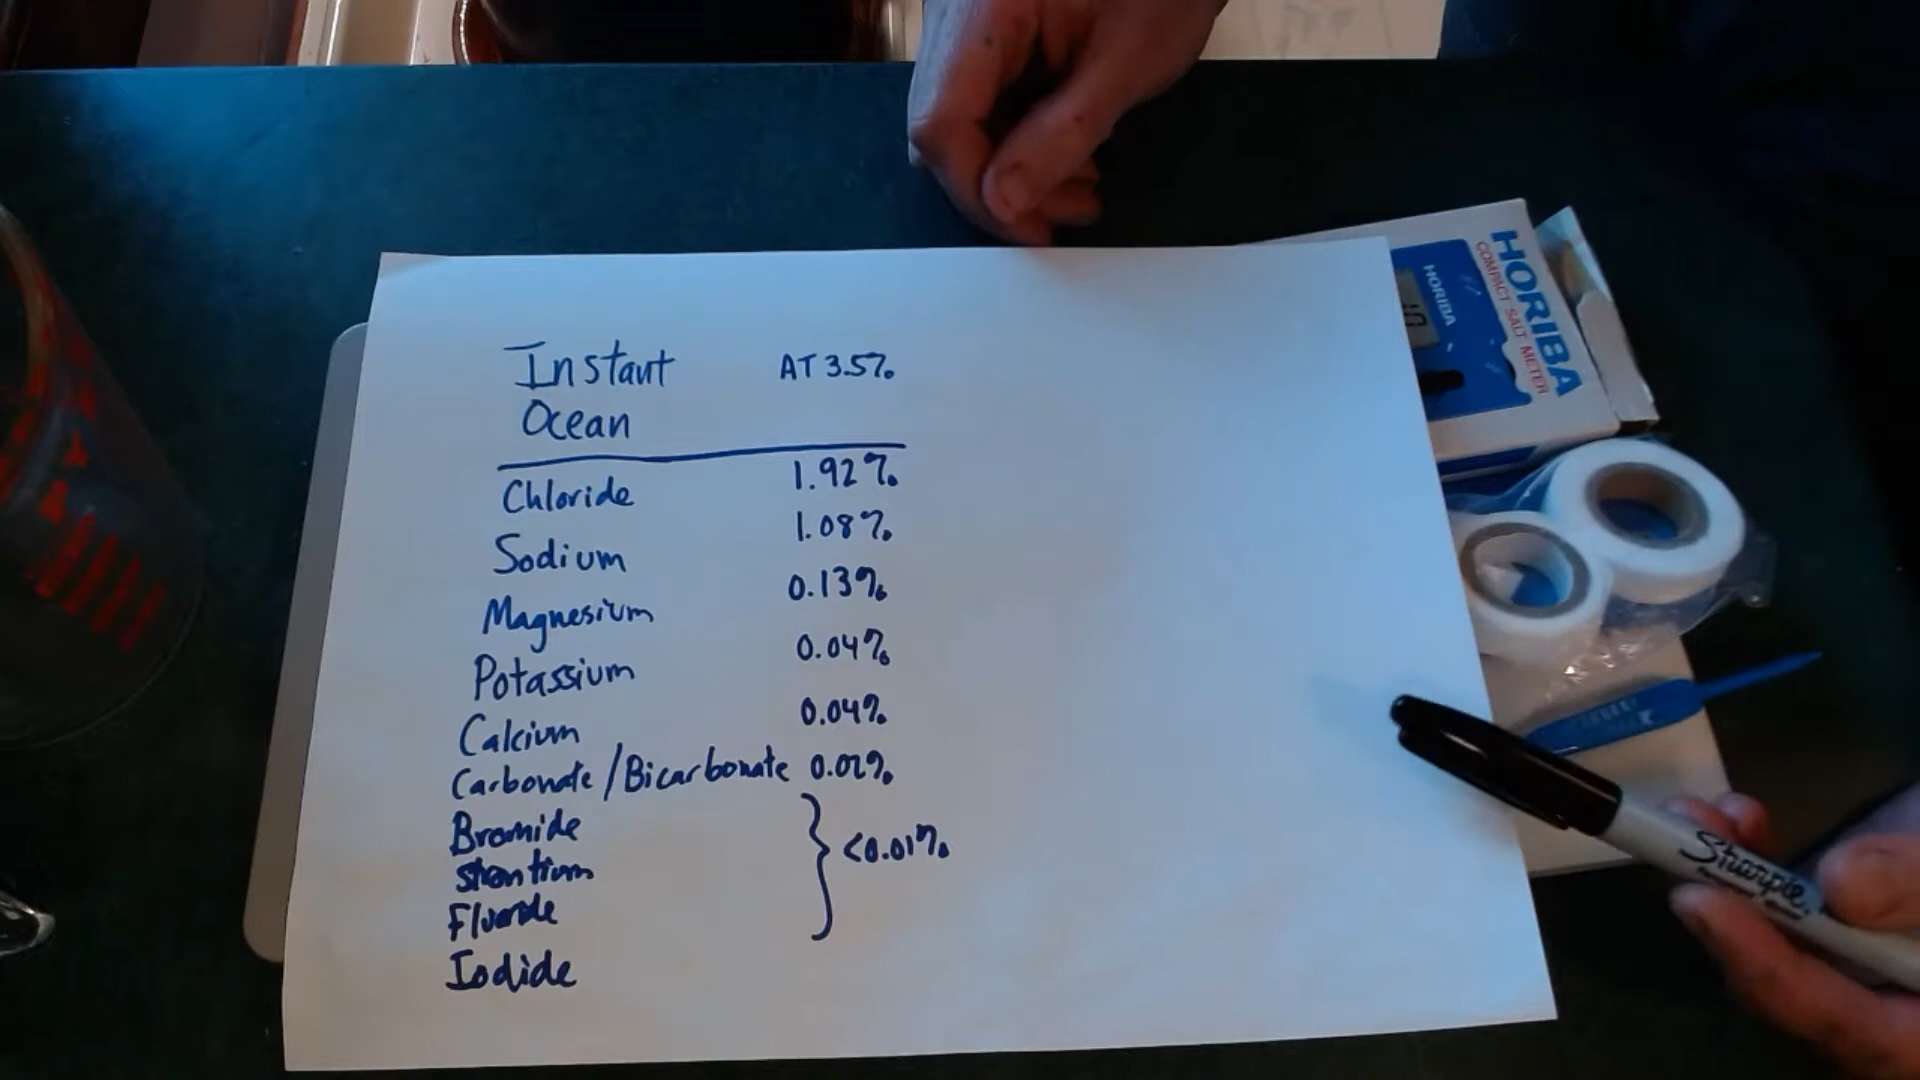 Instant AT 3.5%
Ocean
Chloride 1.92%
Sodium 1.08%
Magnesium 0.13%
Potassium 0.04%
Calcium 0.04%
Carbonate/Bicarbonate 0.02%
Bromide
Strontium <0.01%
Fluoride
Iodide
HORIBA
COMPACT SALT METER
HORIBA
Sharpie